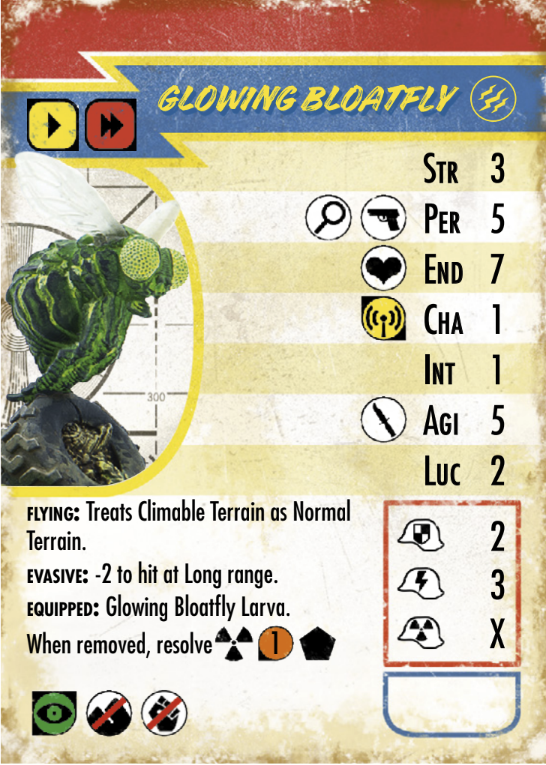 GLOWING BLOATFLY
STR 3
PER 5
END 7
CHA 1
INT 1
AGI 5
LUC 2
300
FLYING: Treats Climable Terrain as Normal
Terrain.
EVASIVE: -2 to hit at Long range.
EQUIPPED: Glowing Bloatfly Larva.
When removed, resolve 1
2
3
X